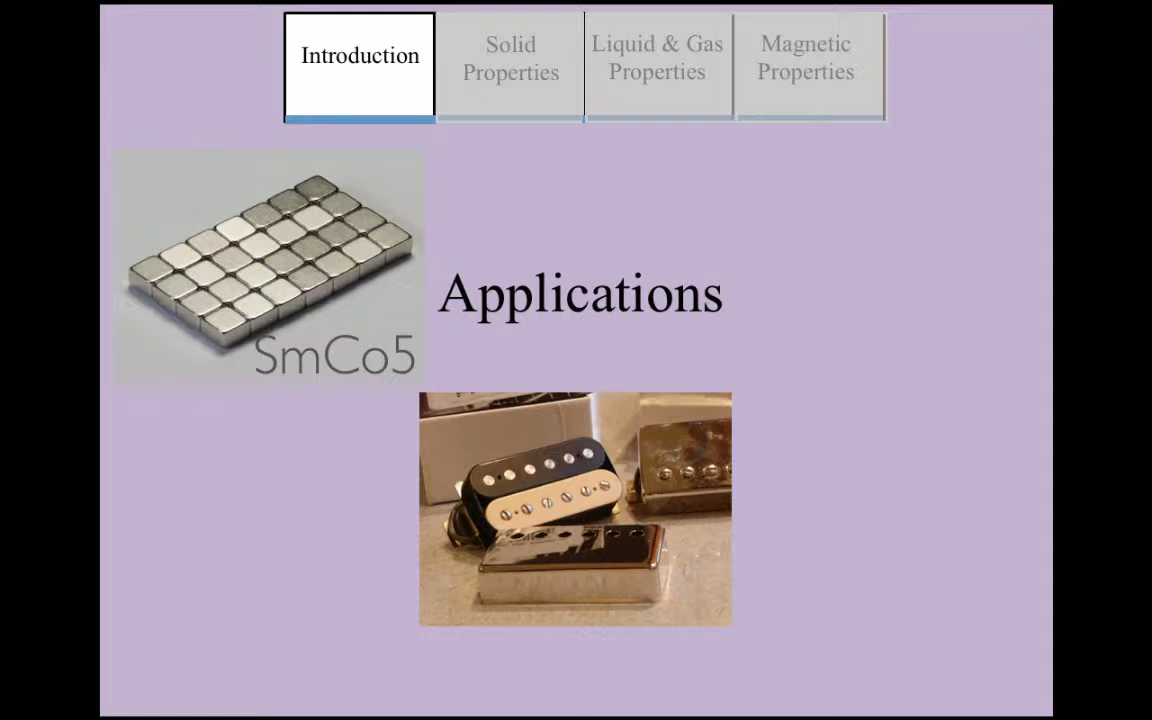 Introduction
Solid
Properties
Liquid & Gas
Properties
Magnetic
Properties
SmCo5
Applications